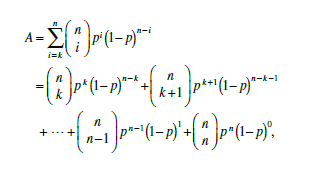 A = \sum_{i=k}^{n} \binom{n}{i} p^{i} (1-p)^{n-i}
= \binom{n}{k} p^{k} (1-p)^{n-k} + \binom{n}{k+1} p^{k+1} (1-p)^{n-k-1}
+ \cdots + \binom{n}{n-1} p^{n-1} (1-p)^{1} + \binom{n}{n} p^{n} (1-p)^{0},